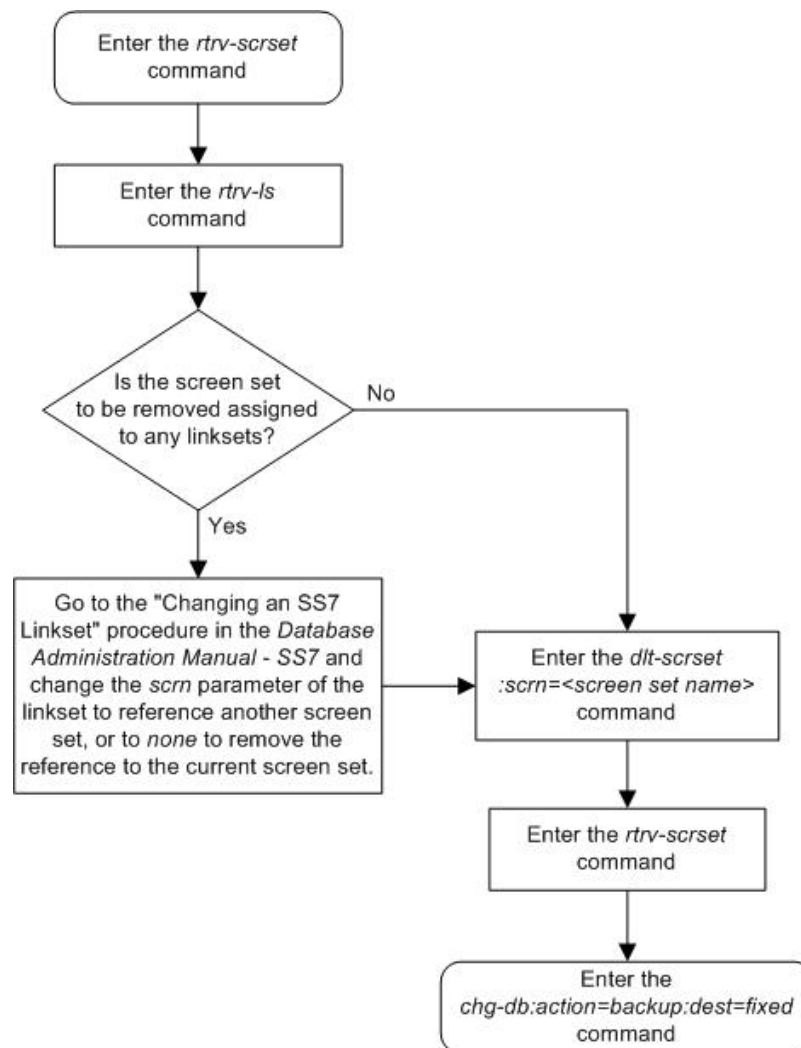 Enter the rtrv-scrset
command
Enter the rtrv-ls
command
Is the screen set
to be removed assigned
to any linksets?
No
Yes
Go to the "Changing an SS7
Linkset" procedure in the Database
Administration Manual - SS7 and
change the scrn parameter of the
linkset to reference another screen
set, or to none to remove the
reference to the current screen set.
Enter the dlt-scrset
:scrn=<screen set name>
command
Enter the rtrv-scrset
command
Enter the
chg-db:action=backup:dest=fixed
command